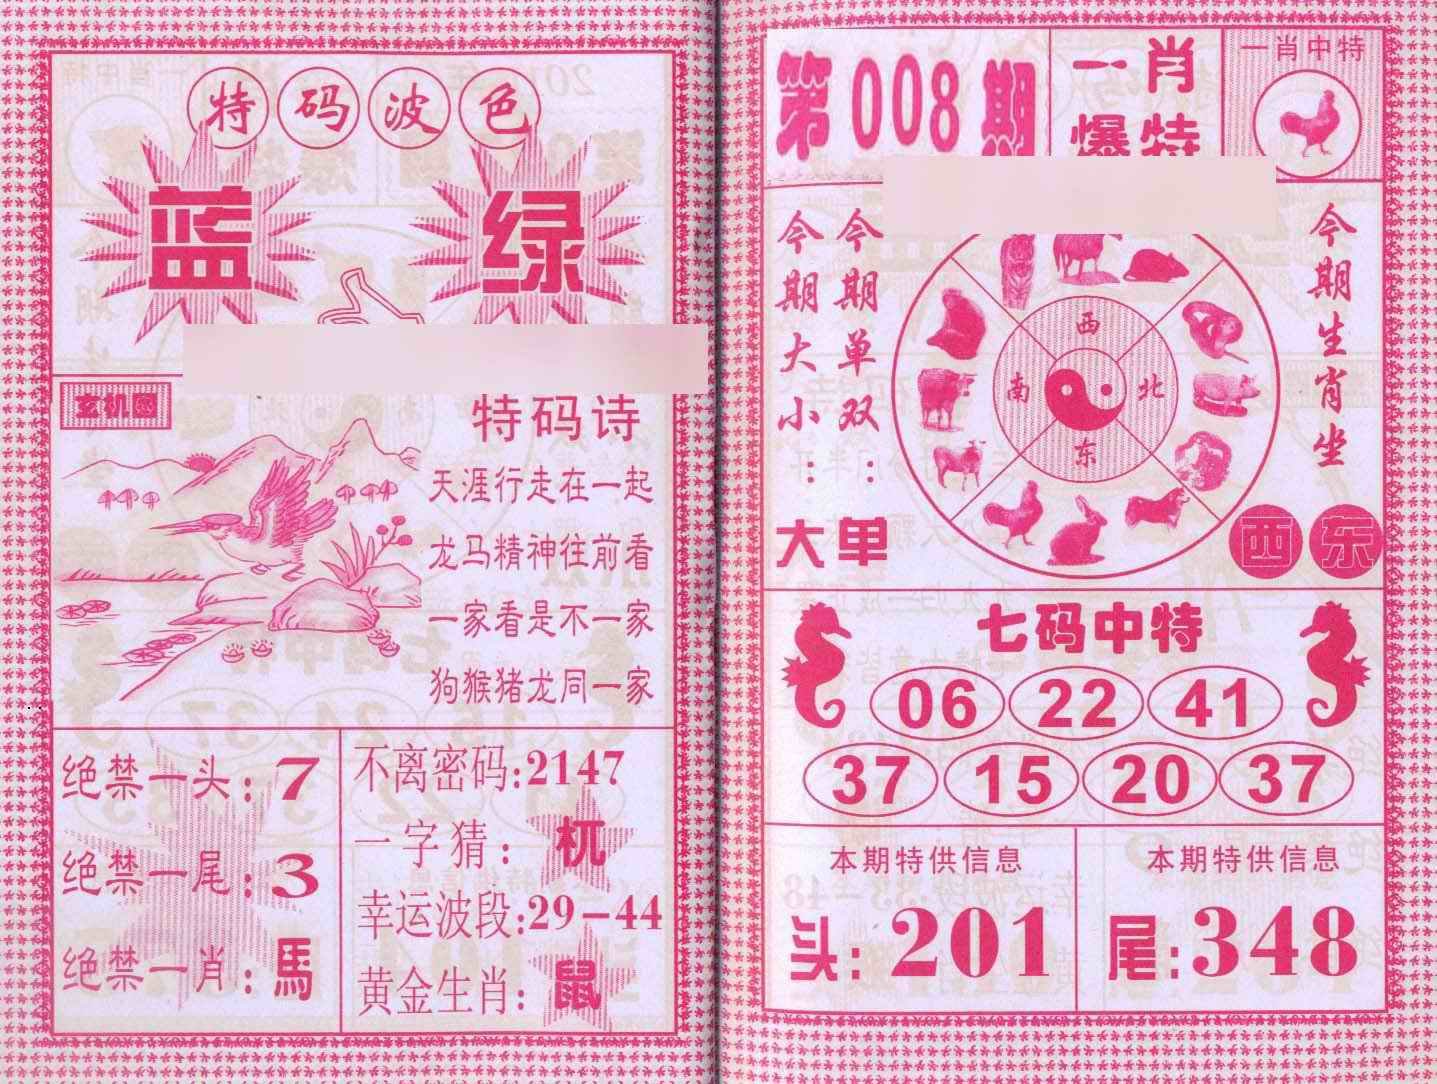 特码波色
蓝 绿
玄机图
特码诗
天涯行走在一起
龙马精神往前看
一家看是不一家
狗猴猪龙同一家
绝禁一头:7
绝禁一尾:3
绝禁一肖:馬
不离密码:2147
一字猜:杌
幸运波段:29-44
黄金生肖:鼠
第008期
一肖
爆特
一肖中特
今期大小:大
今期单双:单
西
南 北
东
今期生肖坐
西 东
七码中特
06 22 41
37 15 20 37
本期特供信息
头:201
本期特供信息
尾:348